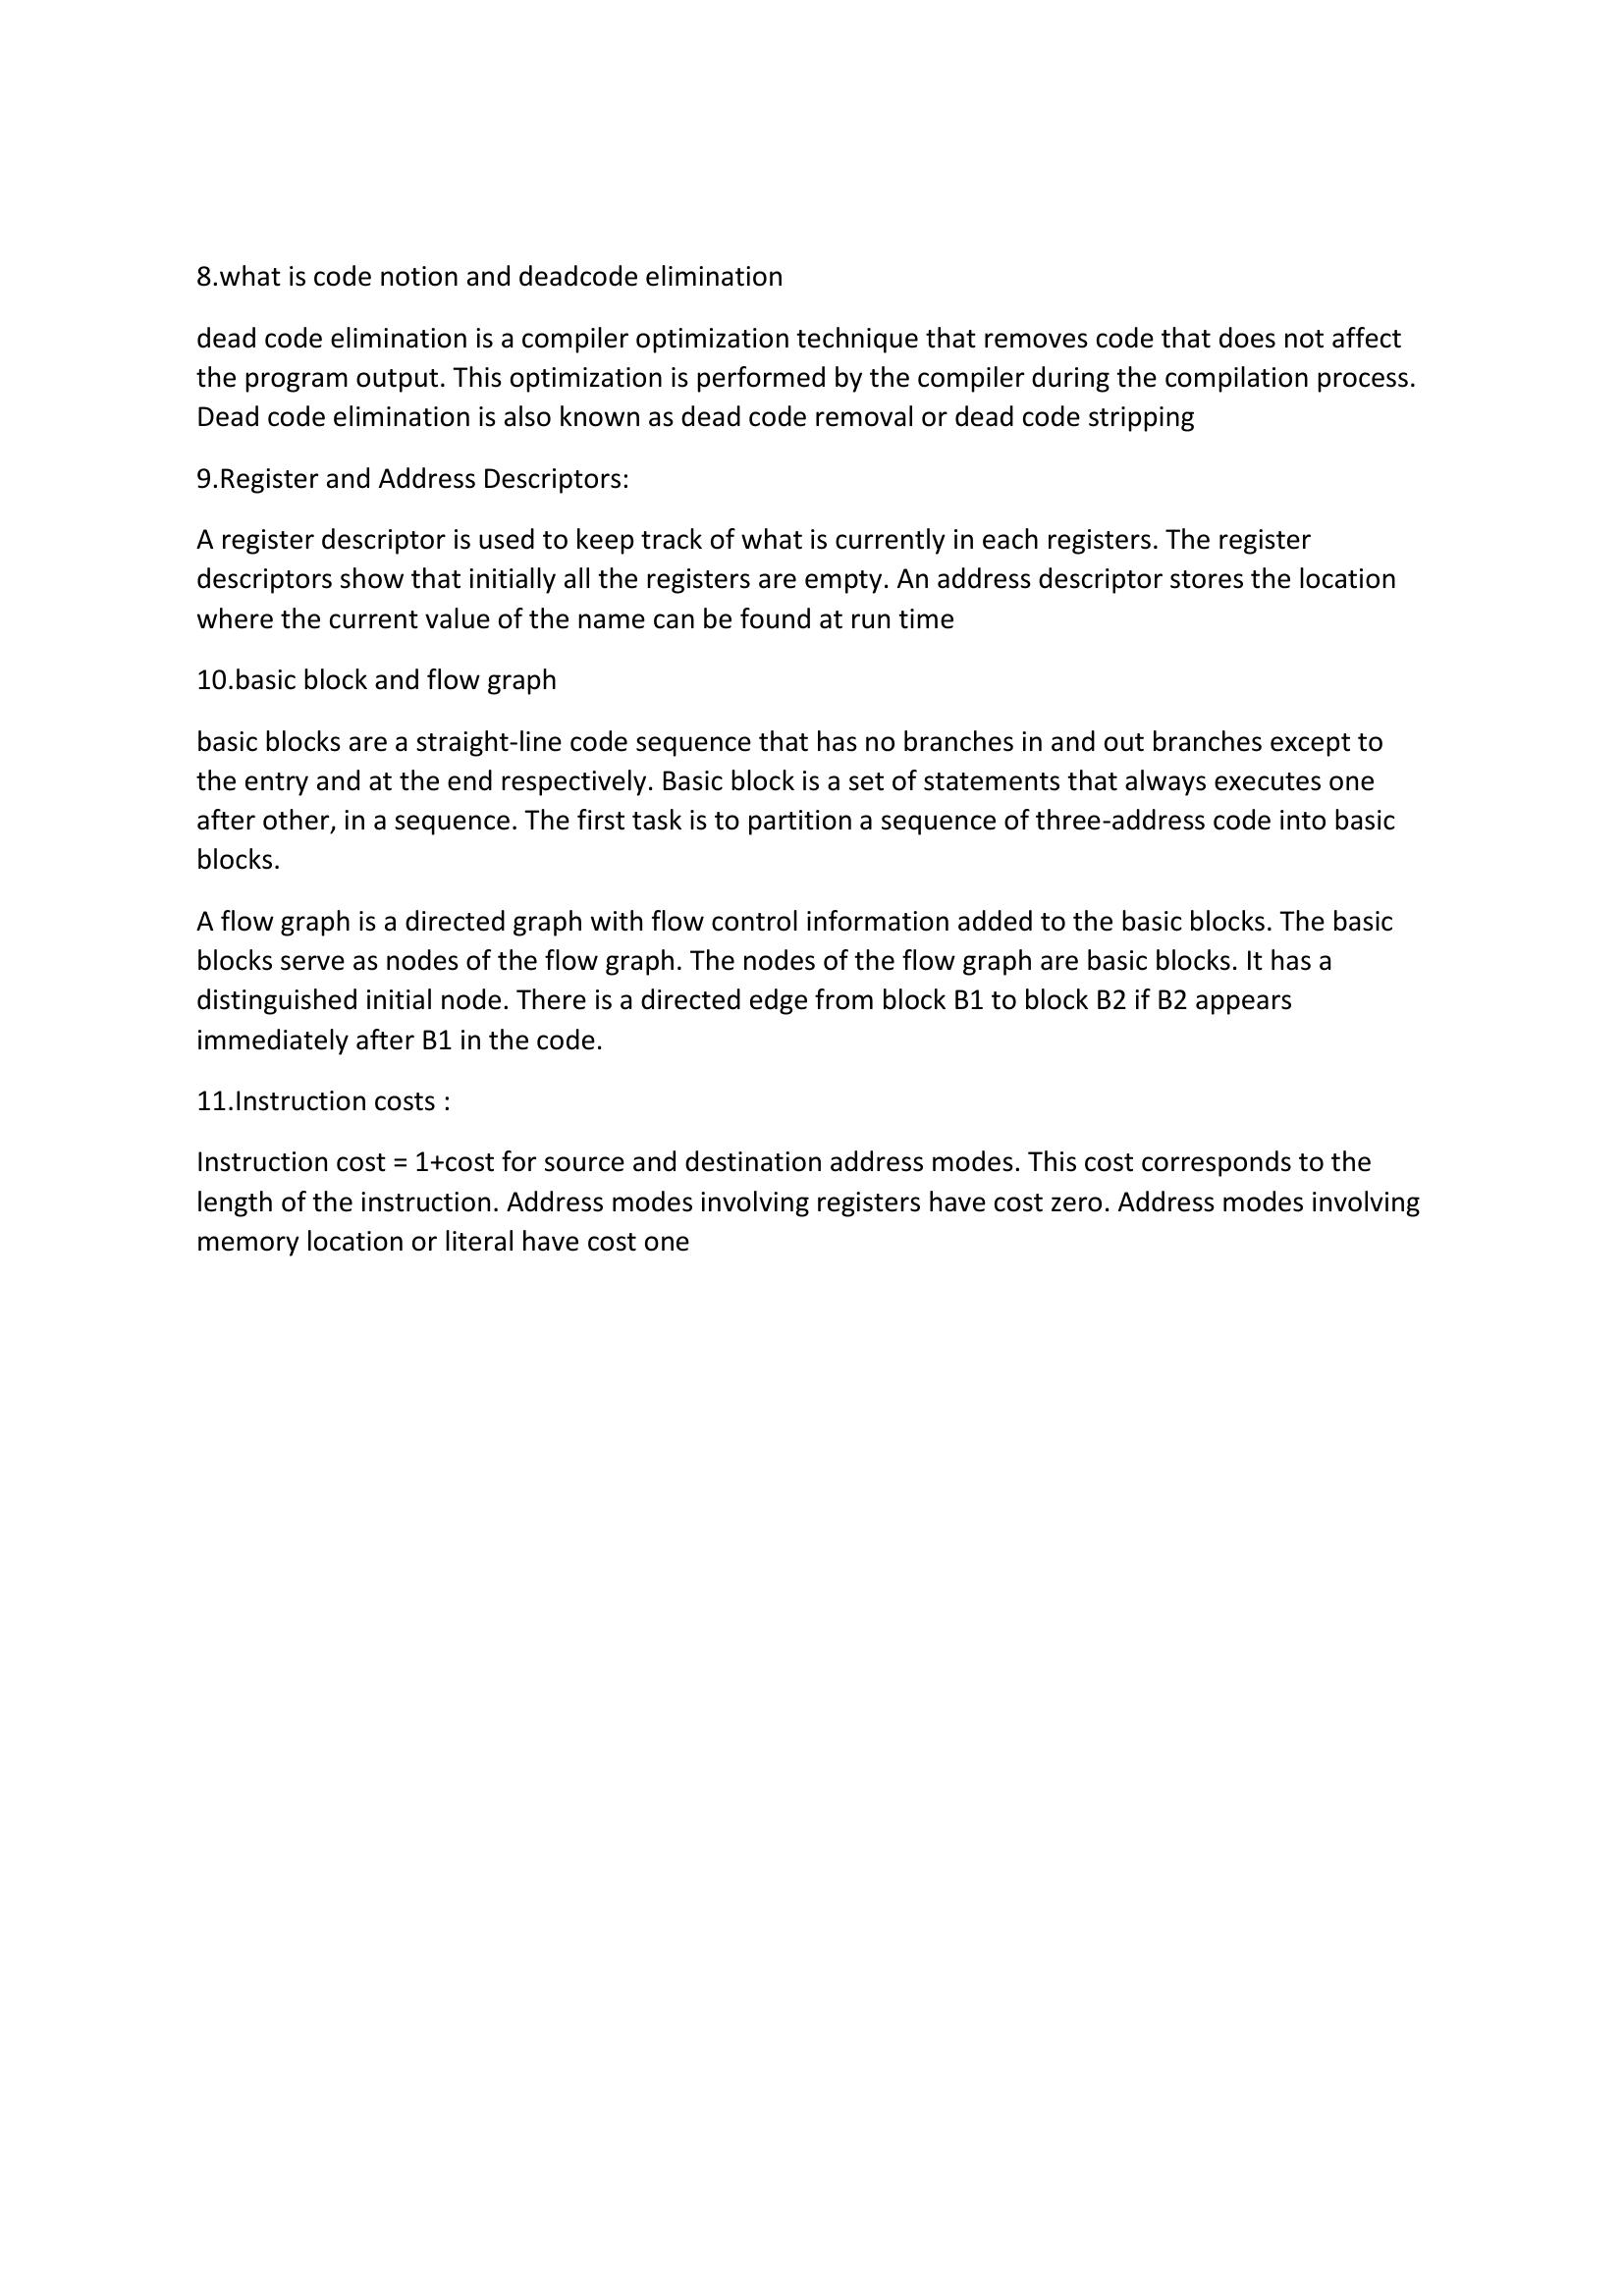 8.what is code notion and deadcode elimination
dead code elimination is a compiler optimization technique that removes code that does not affect
the program output. This optimization is performed by the compiler during the compilation process.
Dead code elimination is also known as dead code removal or dead code stripping
9.Register and Address Descriptors:
A register descriptor is used to keep track of what is currently in each registers. The register
descriptors show that initially all the registers are empty. An address descriptor stores the location
where the current value of the name can be found at run time
10.basic block and flow graph
basic blocks are a straight-line code sequence that has no branches in and out branches except to
the entry and at the end respectively. Basic block is a set of statements that always executes one
after other, in a sequence. The first task is to partition a sequence of three-address code into basic
blocks.
A flow graph is a directed graph with flow control information added to the basic blocks. The basic
blocks serve as nodes of the flow graph. The nodes of the flow graph are basic blocks. It has a
distinguished initial node. There is a directed edge from block B1 to block B2 if B2 appears
immediately after B1 in the code.
11.Instruction costs :
Instruction cost = 1+cost for source and destination address modes. This cost corresponds to the
length of the instruction. Address modes involving registers have cost zero. Address modes involving
memory location or literal have cost one